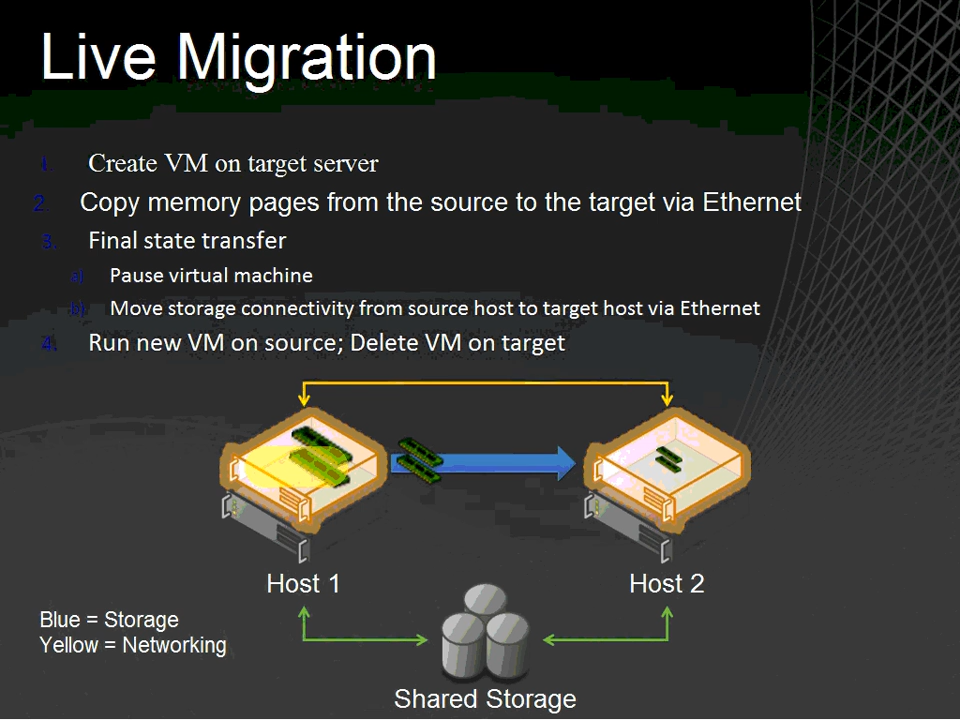 Live Migration
1. Create VM on target server
2. Copy memory pages from the source to the target via Ethernet
3. Final state transfer
a) Pause virtual machine
b) Move storage connectivity from source host to target host via Ethernet
4. Run new VM on source; Delete VM on target
Host 1
Host 2
Blue = Storage
Yellow = Networking
Shared Storage